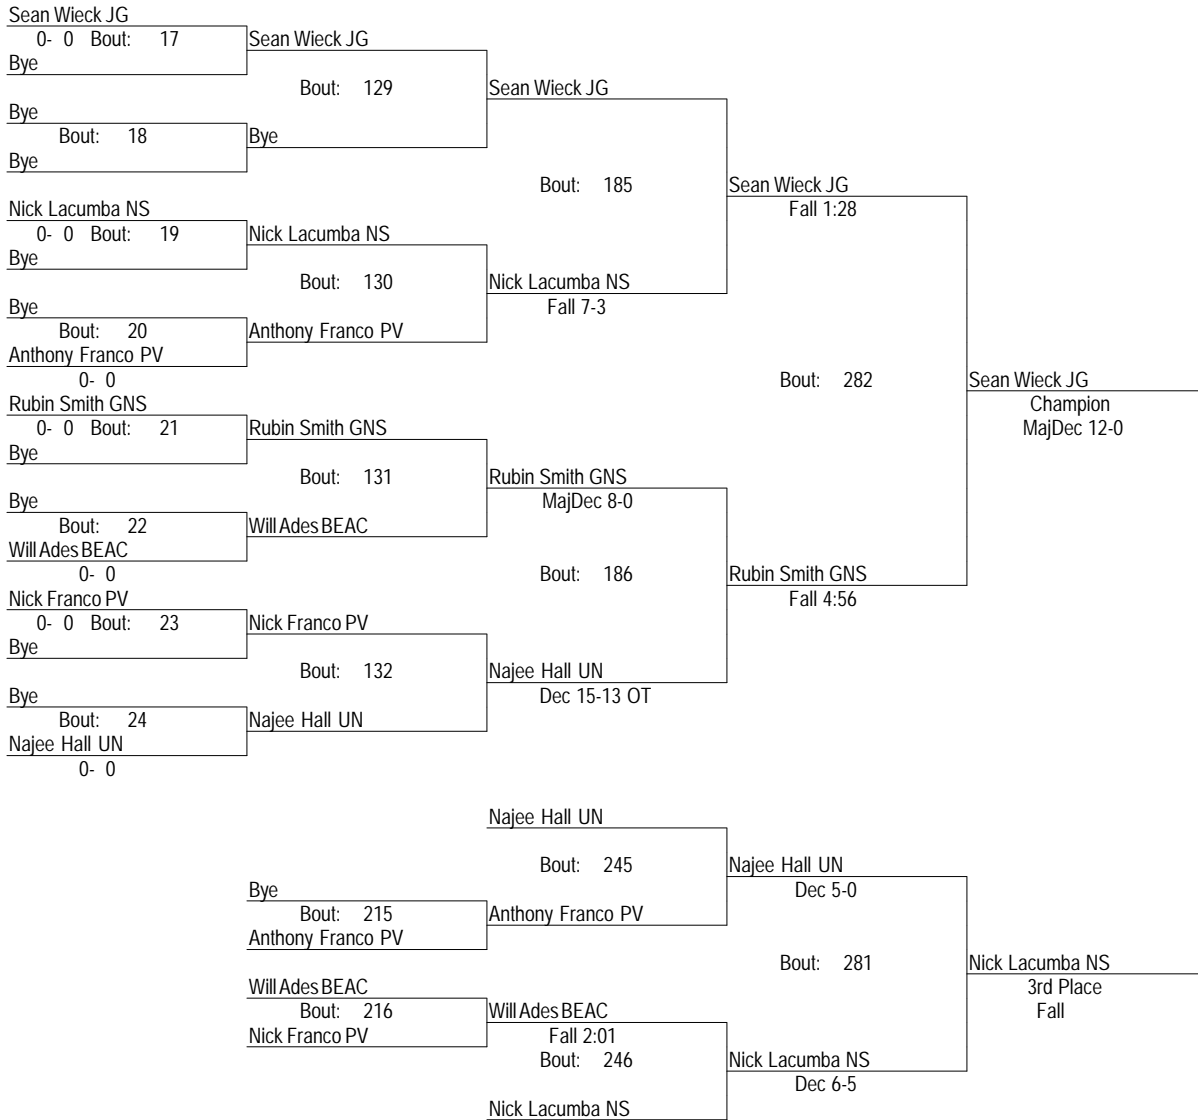 Sean Wieck JG
0- 0 Bout: 17
Sean Wieck JG
Bye
Bout: 129
Sean Wieck JG
Bye
Bout: 18
Bye
Bye
Bout: 185
Sean Wieck JG
Fall 1:28
Nick Lacumba NS
0- 0 Bout: 19
Nick Lacumba NS
Bye
Bout: 130
Nick Lacumba NS
Fall 7-3
Bye
Bout: 20
Anthony Franco PV
Anthony Franco PV
0- 0
Bout: 282
Sean Wieck JG
Champion
MajDec 12-0
Rubin Smith GNS
0- 0 Bout: 21
Rubin Smith GNS
Bye
Bout: 131
Rubin Smith GNS
MajDec 8-0
Bye
Bout: 22
Will Ades BEAC
Will Ades BEAC
0- 0
Bout: 186
Rubin Smith GNS
Fall 4:56
Nick Franco PV
0- 0 Bout: 23
Nick Franco PV
Bye
Bout: 132
Najee Hall UN
Dec 15-13 OT
Bye
Bout: 24
Najee Hall UN
Najee Hall UN
0- 0
Najee Hall UN
Bout: 245
Najee Hall UN
Dec 5-0
Bye
Bout: 215
Anthony Franco PV
Anthony Franco PV
Bout: 281
Nick Lacumba NS
3rd Place
Fall
Will Ades BEAC
Bout: 216
Will Ades BEAC
Nick Franco PV
Fall 2:01
Bout: 246
Nick Lacumba NS
Dec 6-5
Nick Lacumba NS